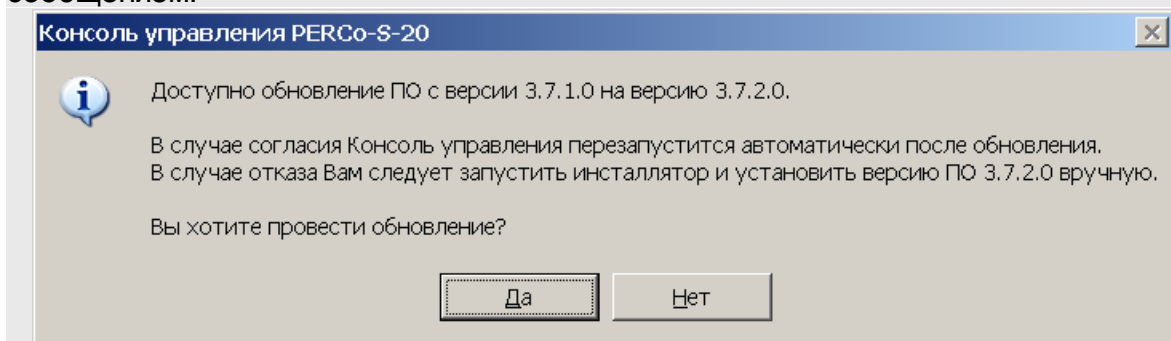 сообщением:
Консоль управления PERCo-S-20
Доступно обновление ПО с версии 3.7.1.0 на версию 3.7.2.0.
В случае согласия Консоль управления перезапустится автоматически после обновления.
В случае отказа Вам следует запустить инсталлятор и установить версию ПО 3.7.2.0 вручную.
Вы хотите провести обновление?
Да
Нет